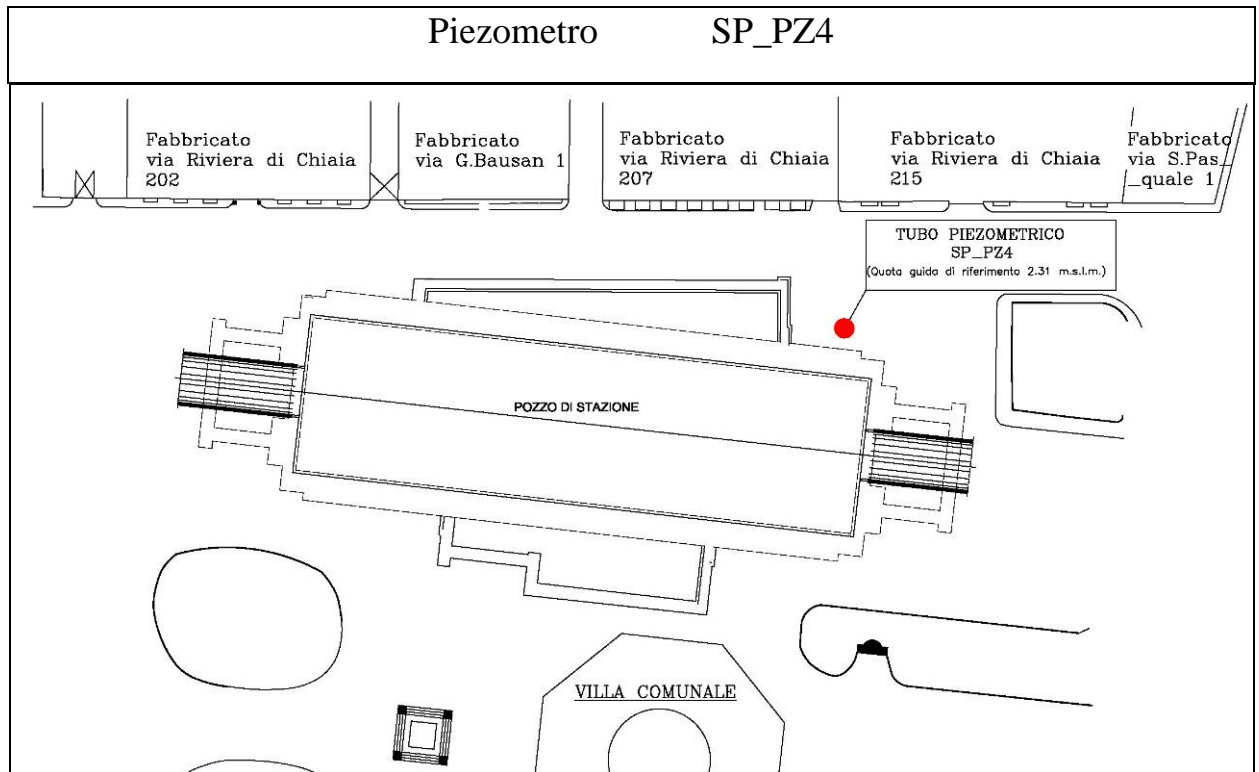 Piezometro SP_PZ4
Fabbricato
via Riviera di Chiaia
202
Fabbricato
via G.Bausan 1
Fabbricato
via Riviera di Chiaia
207
Fabbricato
via Riviera di Chiaia
215
Fabbricato
via S.Pas_
_quale 1
TUBO PIEZOMETRICO
SP_PZ4
(Quota guida di riferimento 2.31 m.s.l.m.)
POZZO DI STAZIONE
VILLA COMUNALE